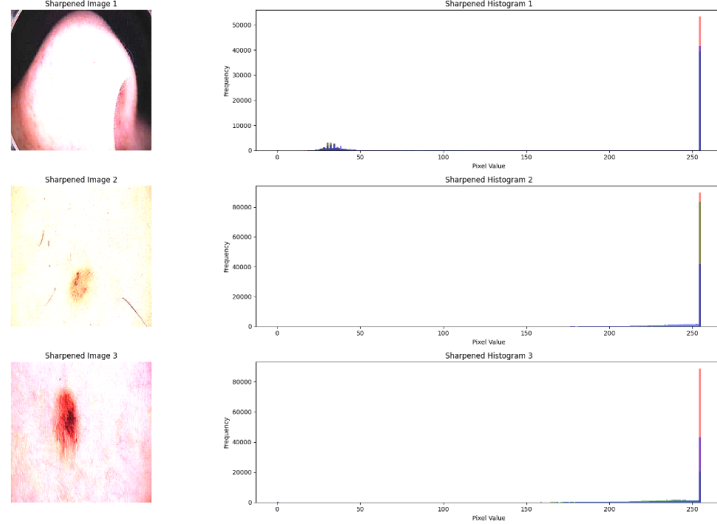 Sharpened Image 1
Sharpened Histogram 1
Frequency
50000
40000
30000
20000
10000
0
0 50 100 150 200 250
Pixel Value
Sharpened Image 2
Sharpened Histogram 2
Frequency
80000
60000
40000
20000
0
0 50 100 150 200 250
Pixel Value
Sharpened Image 3
Sharpened Histogram 3
Frequency
80000
60000
40000
20000
0
0 50 100 150 200 250
Pixel Value